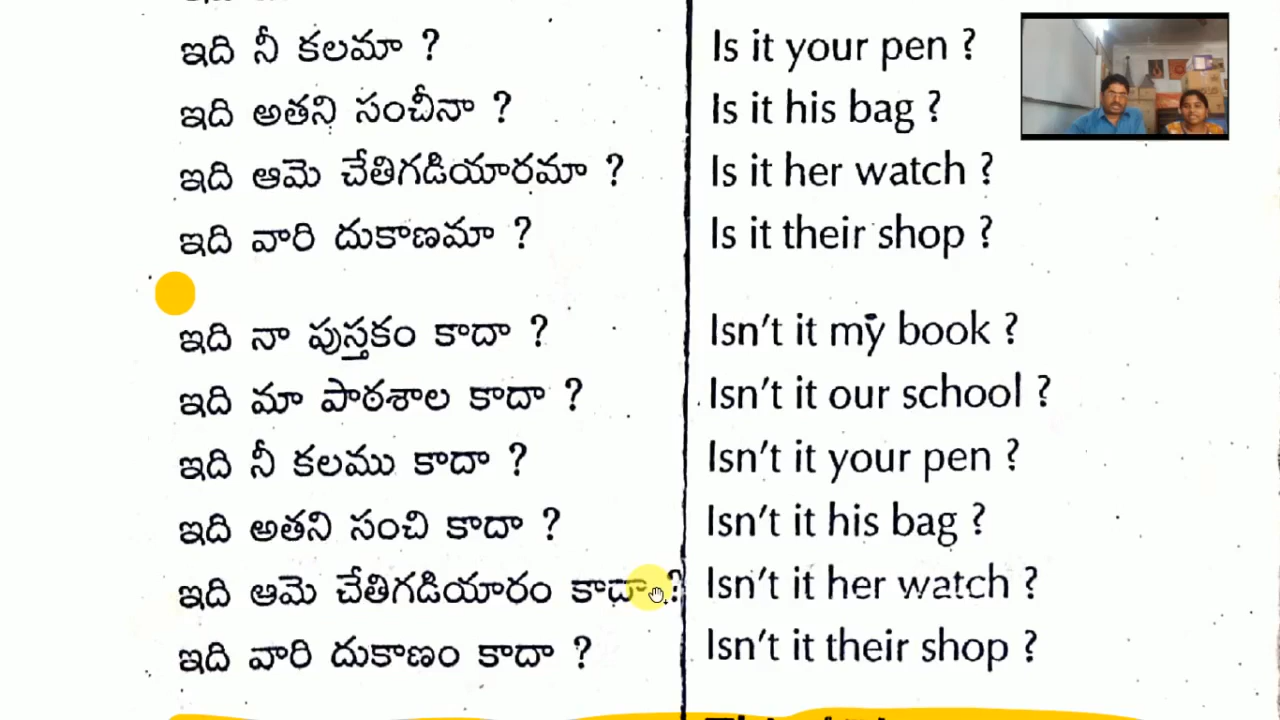 ఇది నీ కలమా ? Is it your pen ?
ఇది అతని సంచీనా ? Is it his bag ?
ఇది ఆమె చేతిగడియారమా ? Is it her watch ?
ఇది వారి దుకాణమా ? Is it their shop ?
ఇది నా పుస్తకం కాదా ? Isn't it my book ?
ఇది మా పాఠశాల కాదా ? Isn't it our school ?
ఇది నీ కలము కాదా ? Isn't it your pen ?
ఇది అతని సంచి కాదా ? Isn't it his bag ?
ఇది ఆమె చేతిగడియారం కాదా ? Isn't it her watch ?
ఇది వారి దుకాణం కాదా ? Isn't it their shop ?